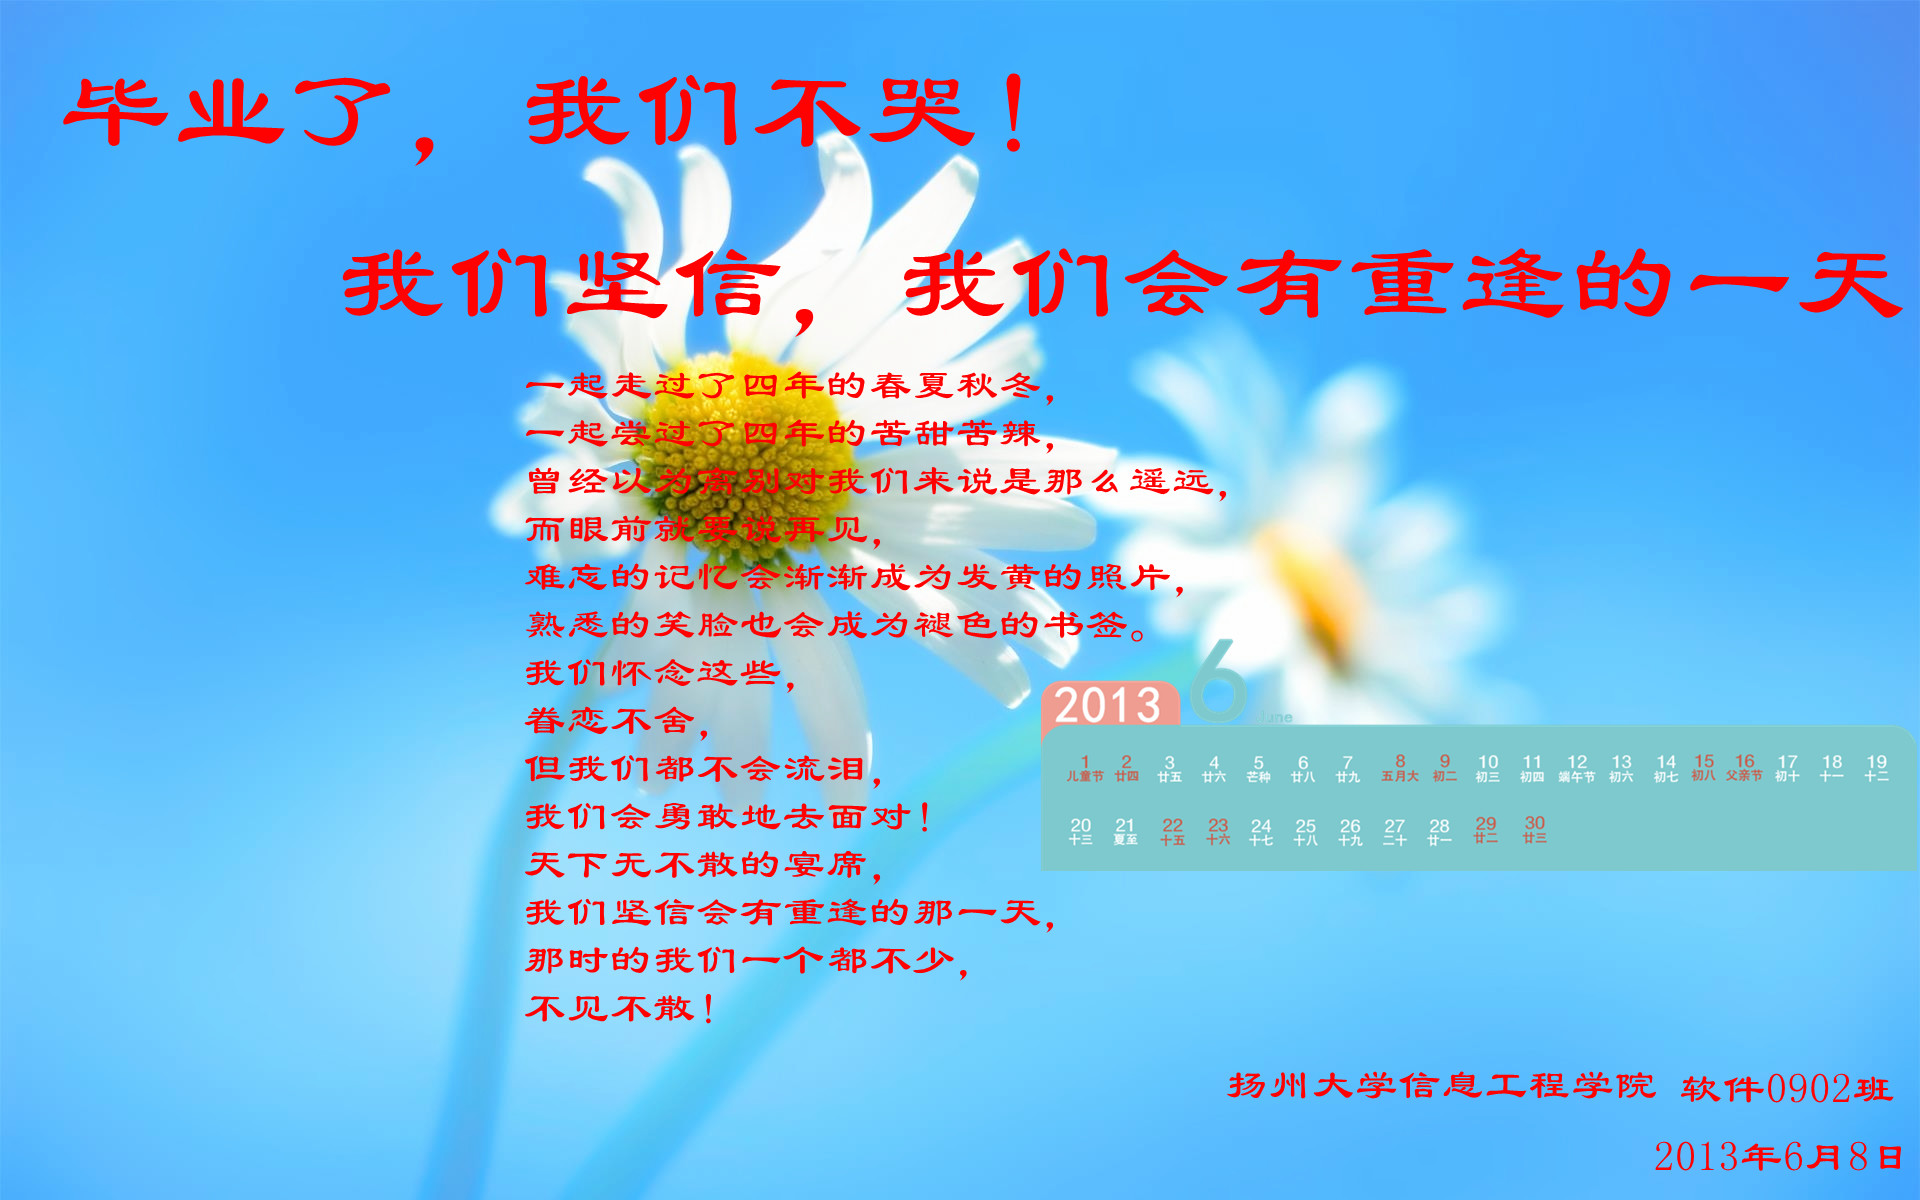 毕业了，我们不哭！
我们坚信，我们会有重逢的一天
一起走过了四年的春夏秋冬，
一起尝过了四年的苦甜苦辣，
曾经以为离别对我们来说是那么遥远，
而眼前就要说再见，
难忘的记忆会渐渐成为发黄的照片，
熟悉的笑脸也会成为褪色的书签。
我们怀念这些，
眷恋不舍，
但我们都不会流泪，
我们会勇敢地去面对！
天下无不散的宴席，
我们坚信会有重逢的那一天，
那时的我们一个都不少，
不见不散！
2013 6 June
1 2 3 4 5 6 7 8 9 10 11 12 13 14 15 16 17 18 19
儿童节 廿四 廿五 廿六 芒种 廿八 廿九 五月大 初二 初三 初四 端午节 初六 初七 初八 父亲节 初十 十一 十二
20 21 22 23 24 25 26 27 28 29 30
十三 夏至 十五 十六 十七 十八 十九 二十 廿一 廿二 廿三
扬州大学信息工程学院 软件0902班
2013年6月8日